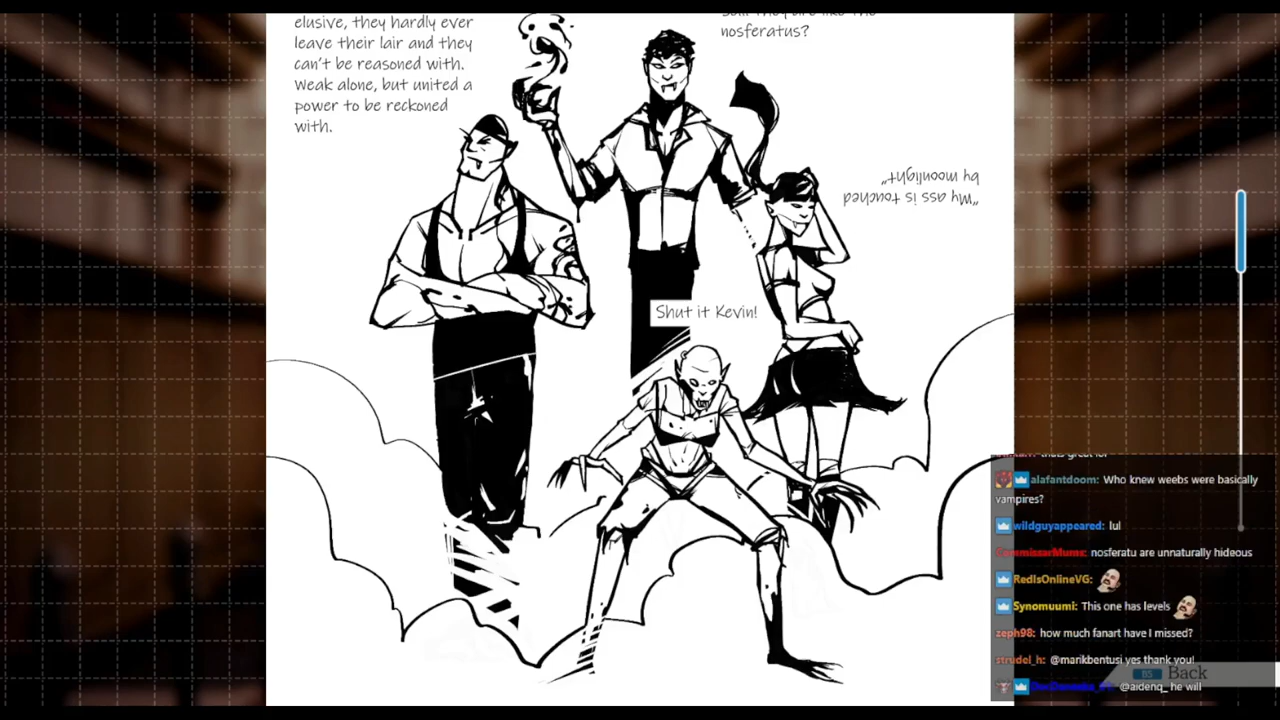 elusive, they hardly ever
leave their lair and they
can't be reasoned with.
Weak alone, but united a
power to be reckoned
with.
nosferatus?
"My ass is touched
by moonlight"
Shut it Kevin!
alafantdoom: Who knew weebs were basically
vampires?
wildguyappeared: lul
CommissarMums: nosferatu are unnaturally hideous
RedIsOnlineVG:
Synomuumi: This one has levels
zeph98: how much fanart have I missed?
strudel_h: @marikbentusi yes thank you!
@aidenq_ he will
BS Back